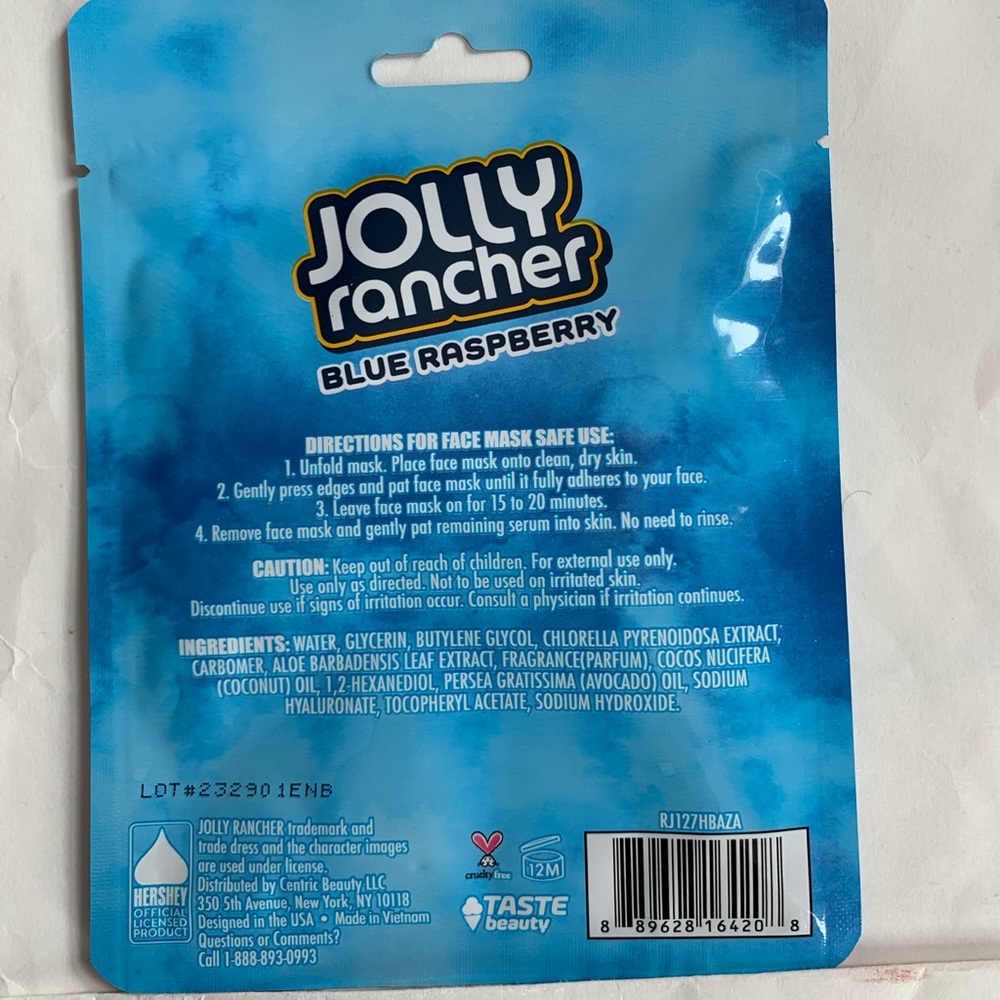 JOLLY
rancher
BLUE RASPBERRY
DIRECTIONS FOR FACE MASK SAFE USE:
1. Unfold mask. Place face mask onto clean, dry skin.
2. Gently press edges and pat face mask until it fully adheres to your face.
3. Leave face mask on for 15 to 20 minutes.
4. Remove face mask and gently pat remaining serum into skin. No need to rinse.
CAUTION: Keep out of reach of children. For external use only.
Use only as directed. Not to be used on irritated skin.
Discontinue use if signs of irritation occur. Consult a physician if irritation continues.
INGREDIENTS: WATER, GLYCERIN, BUTYLENE GLYCOL, CHLORELLA PYRENOIDOSA EXTRACT,
CARBOMER, ALOE BARBADENSIS LEAF EXTRACT, FRAGRANCE(PARFUM), COCOS NUCIFERA
(COCONUT) OIL, 1,2-HEXANEDIOL, PERSEA GRATISSIMA (AVOCADO) OIL, SODIUM
HYALURONATE, TOCOPHERYL ACETATE, SODIUM HYDROXIDE.
LOT#232901ENB
HERSHEY
OFFICIAL
LICENSED
PRODUCT
JOLLY RANCHER trademark and
trade dress and the character images
are used under license.
Distributed by Centric Beauty LLC
350 5th Avenue, New York, NY 10118
Designed in the USA • Made in Vietnam
Questions or Comments?
Call 1-888-893-0993
cruelty free
12M
TASTE
beauty
RJ127HBAZA
8 89628 16420 8